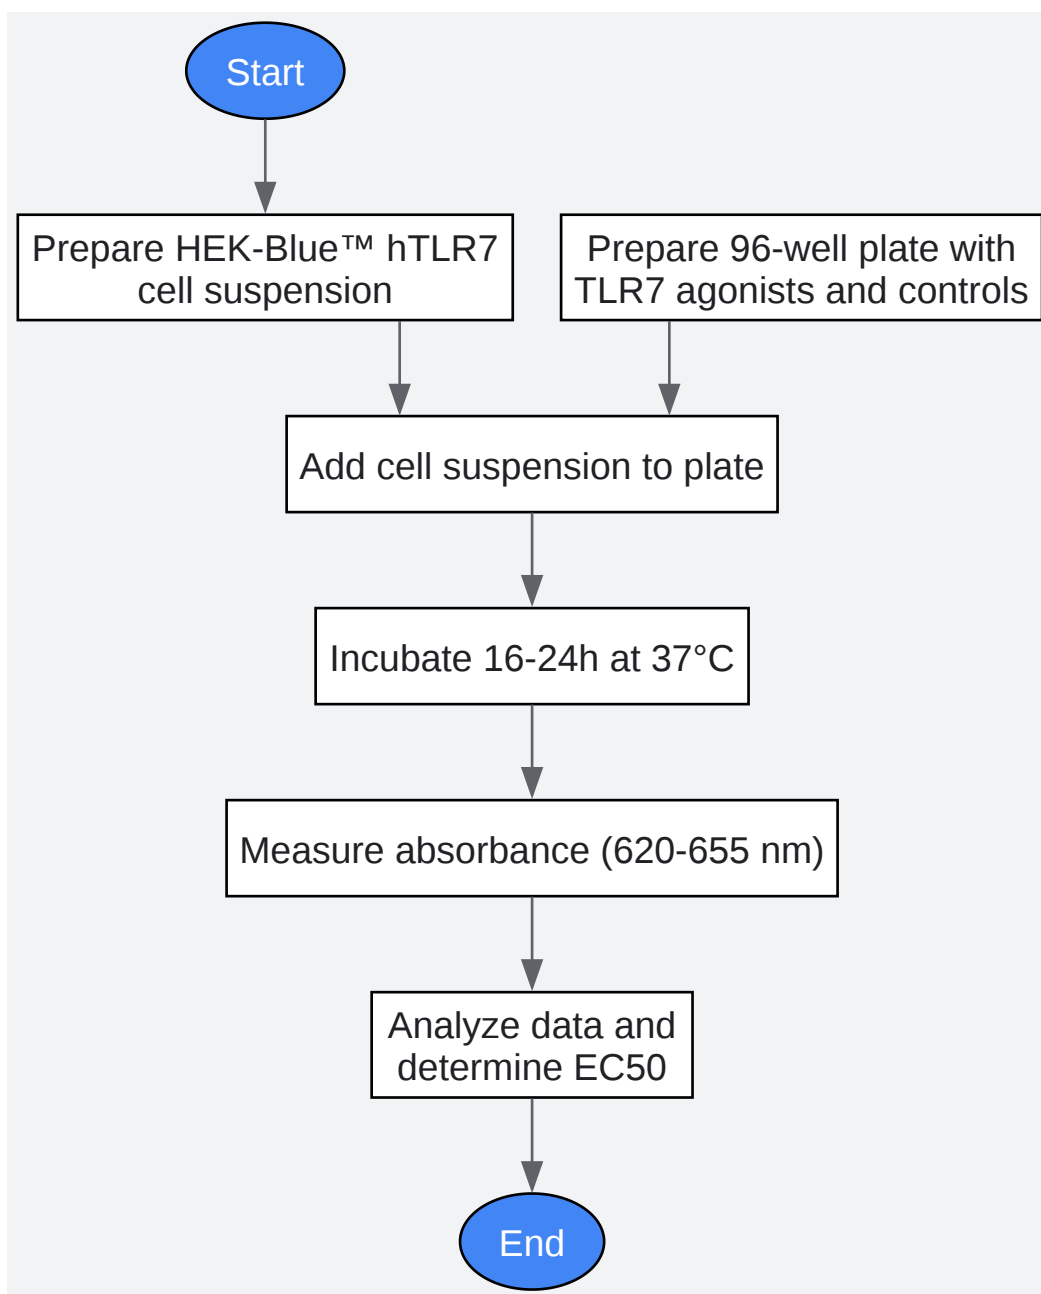 Start
Prepare HEK-Blue™ hTLR7
cell suspension
Prepare 96-well plate with
TLR7 agonists and controls
Add cell suspension to plate
Incubate 16-24h at 37°C
Measure absorbance (620-655 nm)
Analyze data and
determine EC50
End